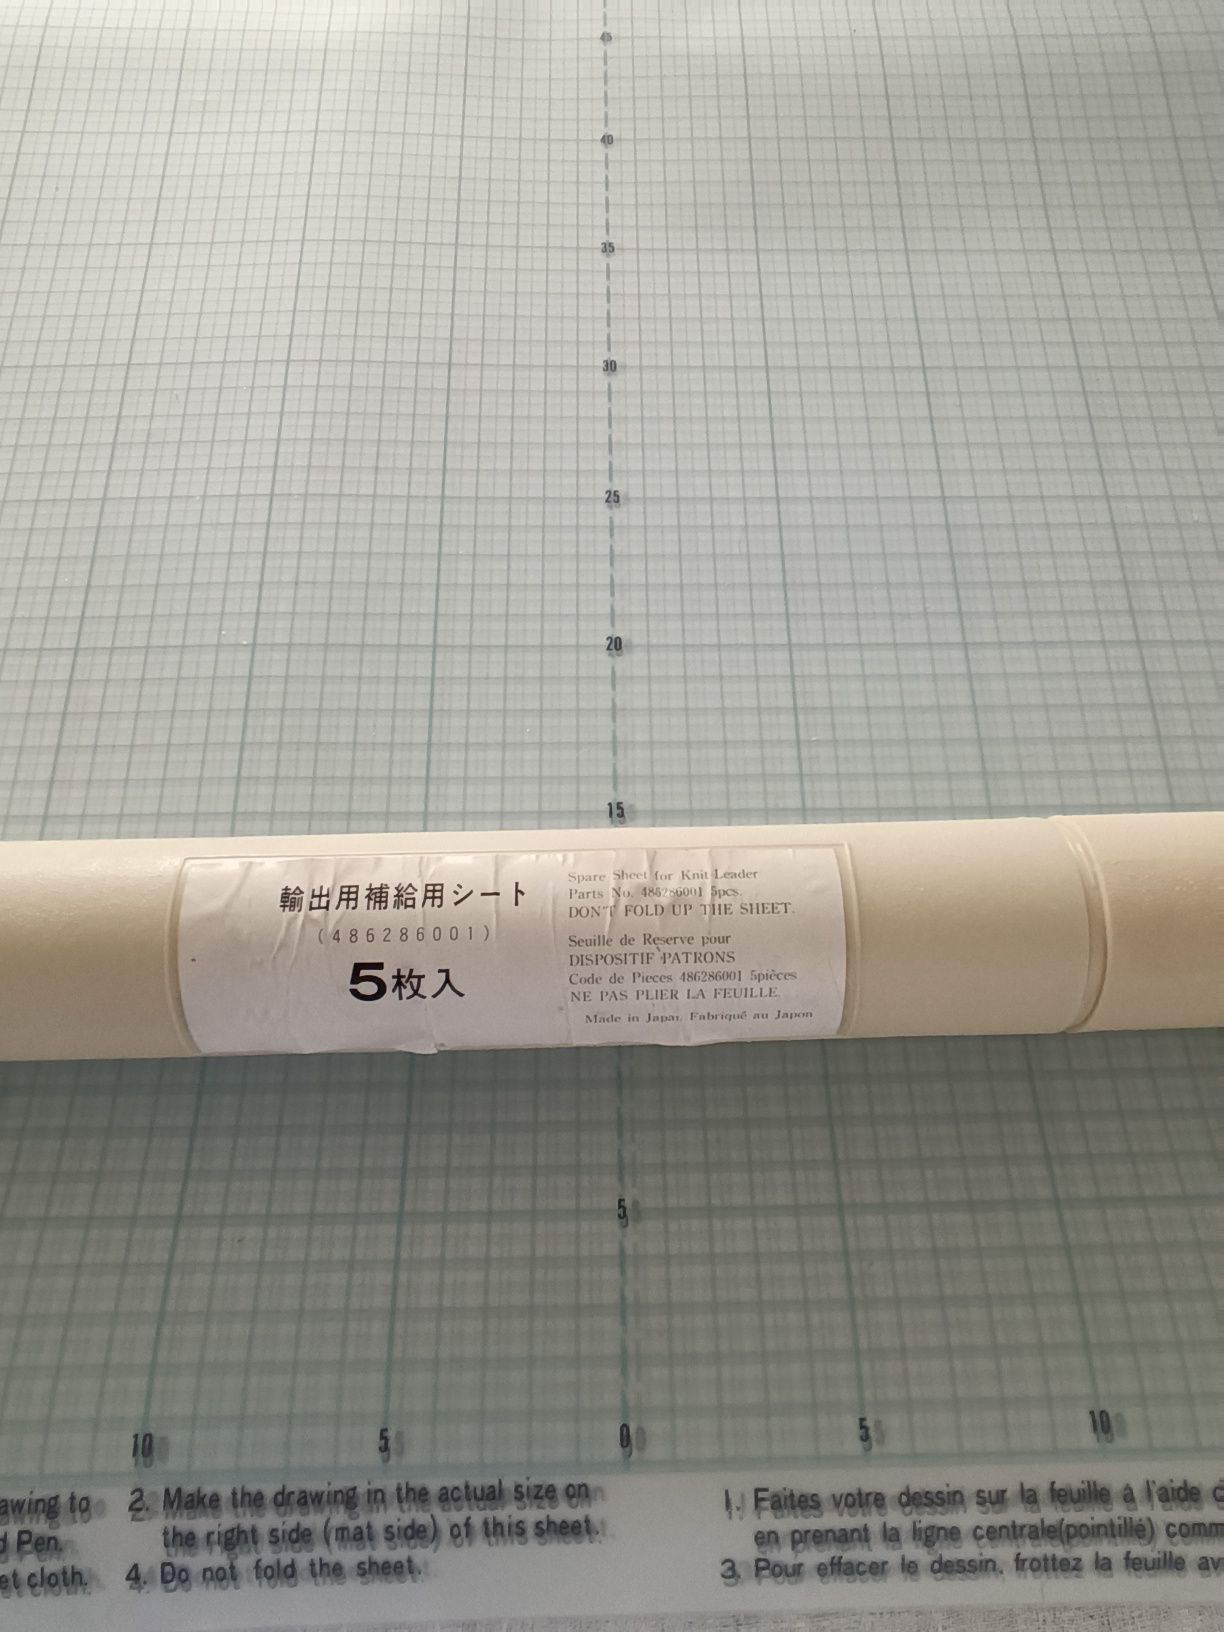 45
40
35
30
25
20
15
輸出用補給用シート
(486286001)
5枚入
Spare Sheet for Knit Leader
Parts No. 486286001 5pcs.
DON'T FOLD UP THE SHEET.
Seuille de Reserve pour
DISPOSITIF PATRONS
Code de Pieces 486286001 5pièces
NE PAS PLIER LA FEUILLE.
Made in Japan. Fabriqué au Japon
5
10 5 0 5 10
awing to
d Pen.
et cloth.
2. Make the drawing in the actual size on
the right side (mat side) of this sheet.
4. Do not fold the sheet.
1. Faites votre dessin sur la feuille a l'aide
en prenant la ligne centrale(pointillé) comm
3. Pour effacer le dessin, frottez la feuille av